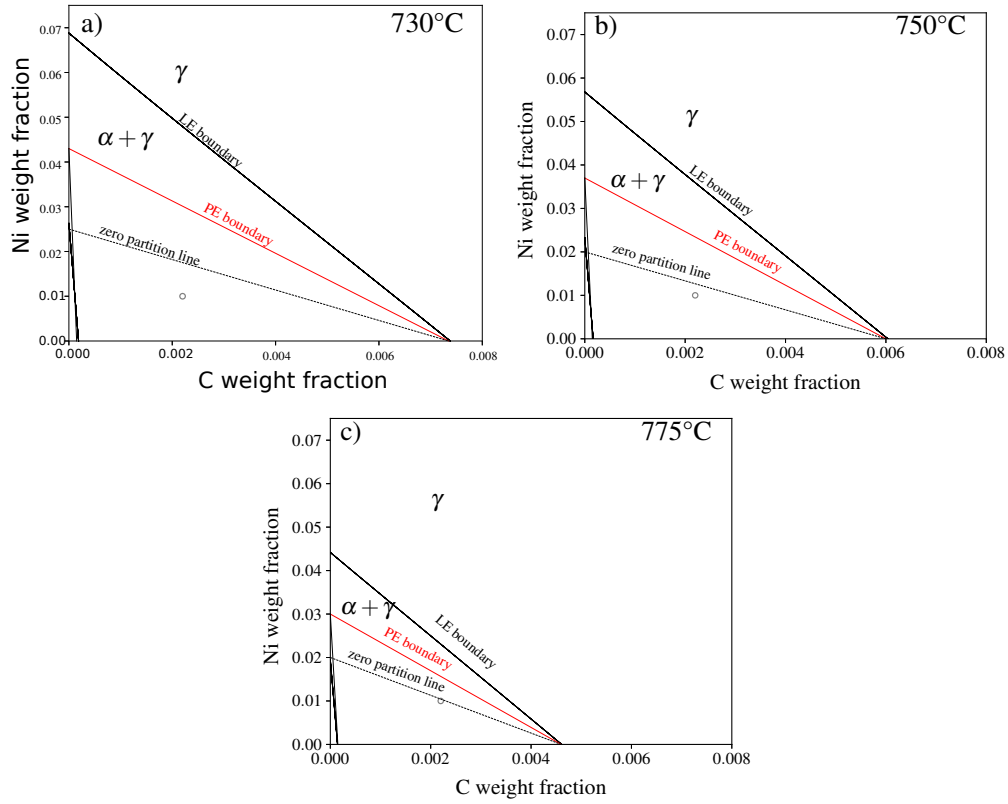 a)
730°C
γ
α + γ
LE boundary
PE boundary
zero partition line
Ni weight fraction
0.07
0.06
0.05
0.04
0.03
0.02
0.01
0.00
0.000
0.002
0.004
0.006
0.008
C weight fraction
b)
750°C
γ
α + γ
LE boundary
PE boundary
zero partition line
Ni weight fraction
0.07
0.06
0.05
0.04
0.03
0.02
0.01
0.00
0.000
0.002
0.004
0.006
0.008
C weight fraction
c)
775°C
γ
α + γ
LE boundary
PE boundary
zero partition line
Ni weight fraction
0.07
0.06
0.05
0.04
0.03
0.02
0.01
0.00
0.000
0.002
0.004
0.006
0.008
C weight fraction